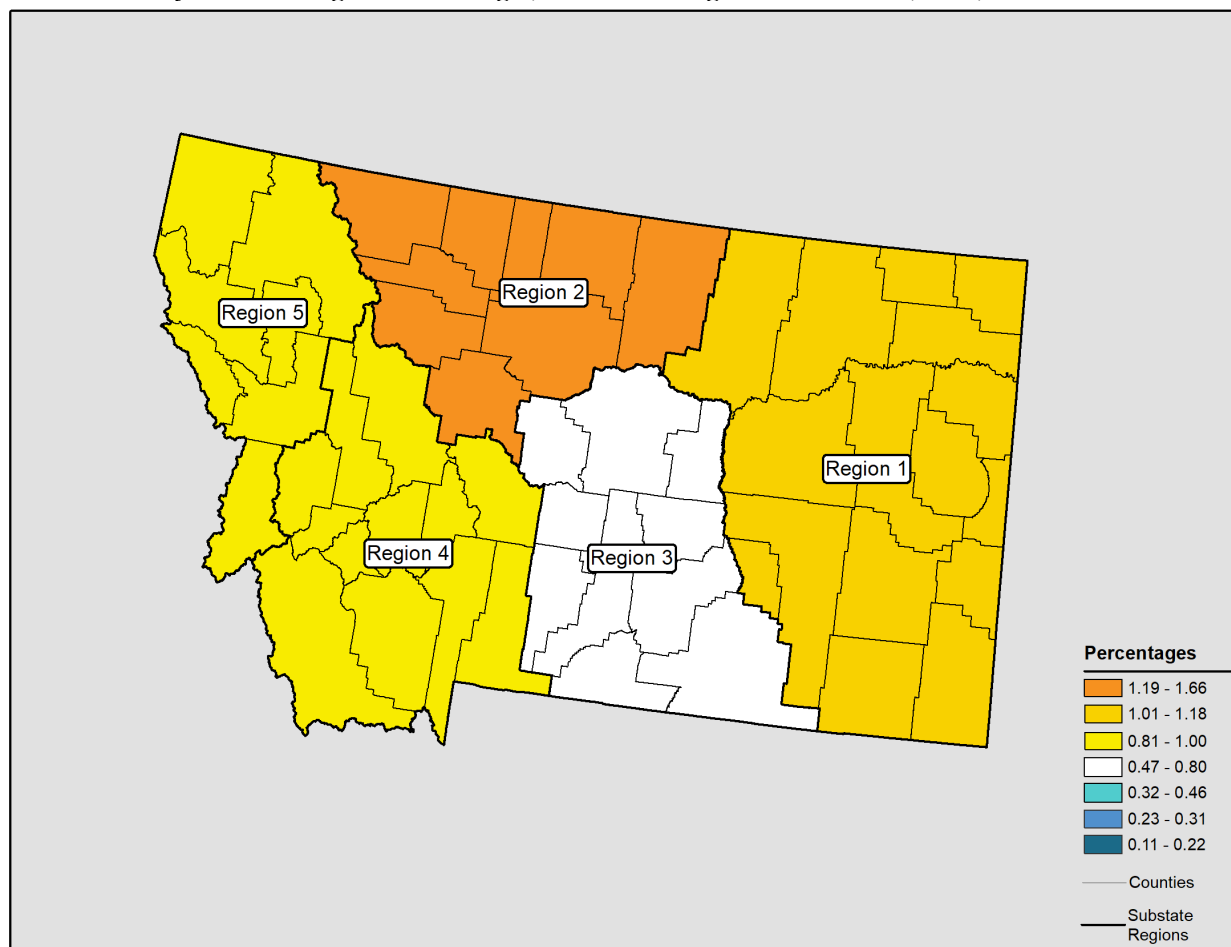 Region 2
Region 5
Region 1
Region 4
Region 3
Percentages
1.19 - 1.66
1.01 - 1.18
0.81 - 1.00
0.47 - 0.80
0.32 - 0.46
0.23 - 0.31
0.11 - 0.22
Counties
Substate
Regions